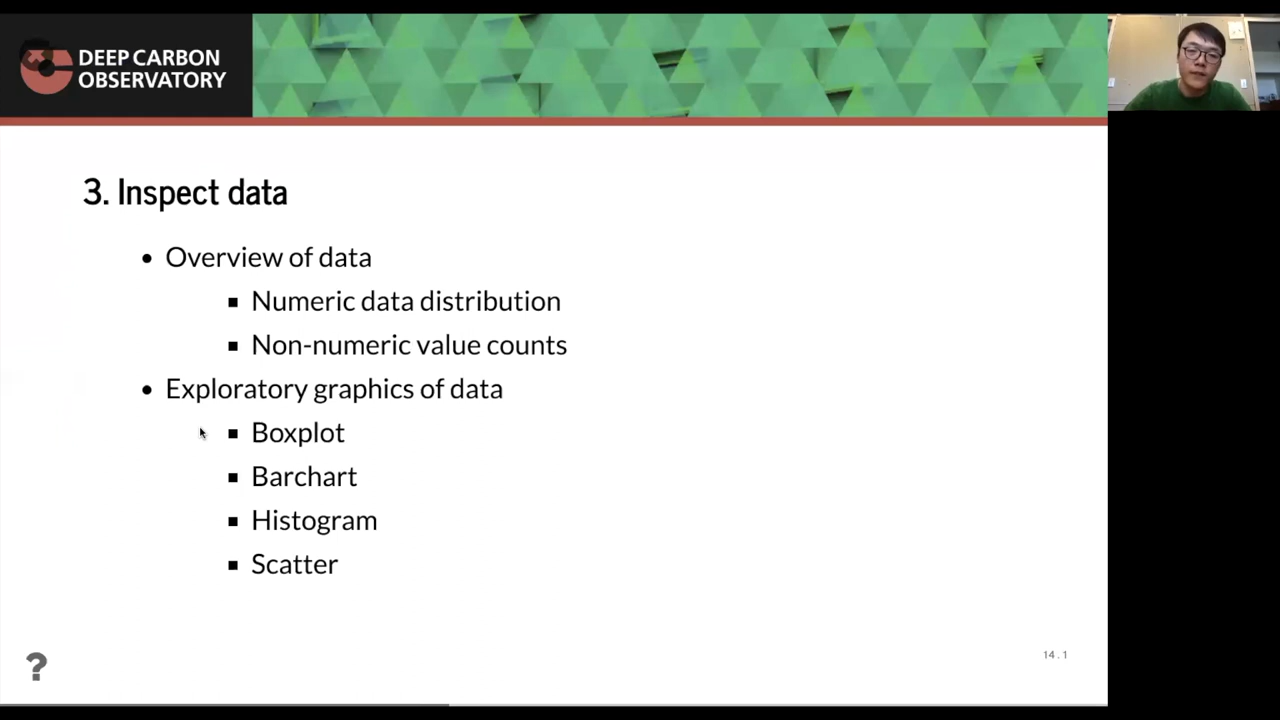 DEEP CARBON
OBSERVATORY
3. Inspect data
• Overview of data
▪ Numeric data distribution
▪ Non-numeric value counts
• Exploratory graphics of data
▪ Boxplot
▪ Barchart
▪ Histogram
▪ Scatter
?
14.1